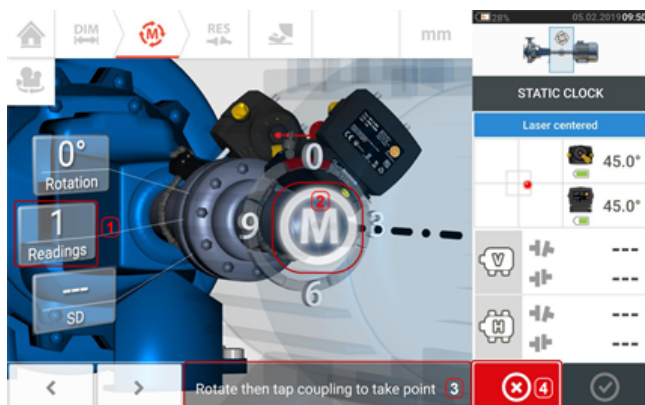 28%
05.02.2019 09:50
DIM
M
RES
mm
STATIC CLOCK
Laser centered
0°
Rotation
0
45.0°
1
Readings
1
2
9
M
3
45.0°
6
---
SD
V
---
---
H
---
---
Rotate then tap coupling to take point
3
4